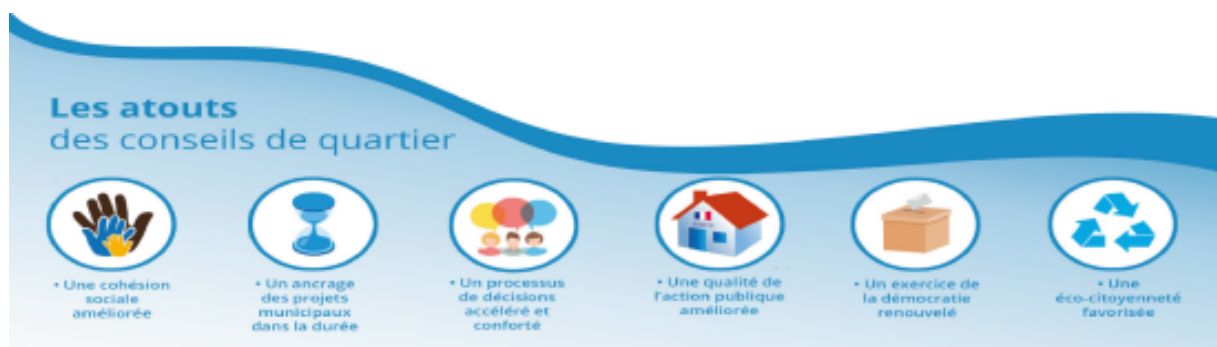 Les atouts
des conseils de quartier
• Une cohésion
sociale
améliorée
• Un ancrage
des projets
municipaux
dans la durée
• Un processus
de décisions
accéléré et
conforté
• Une qualité de
l'action publique
améliorée
• Un exercice de
la démocratie
renouvelé
• Une
éco-citoyenneté
favorisée